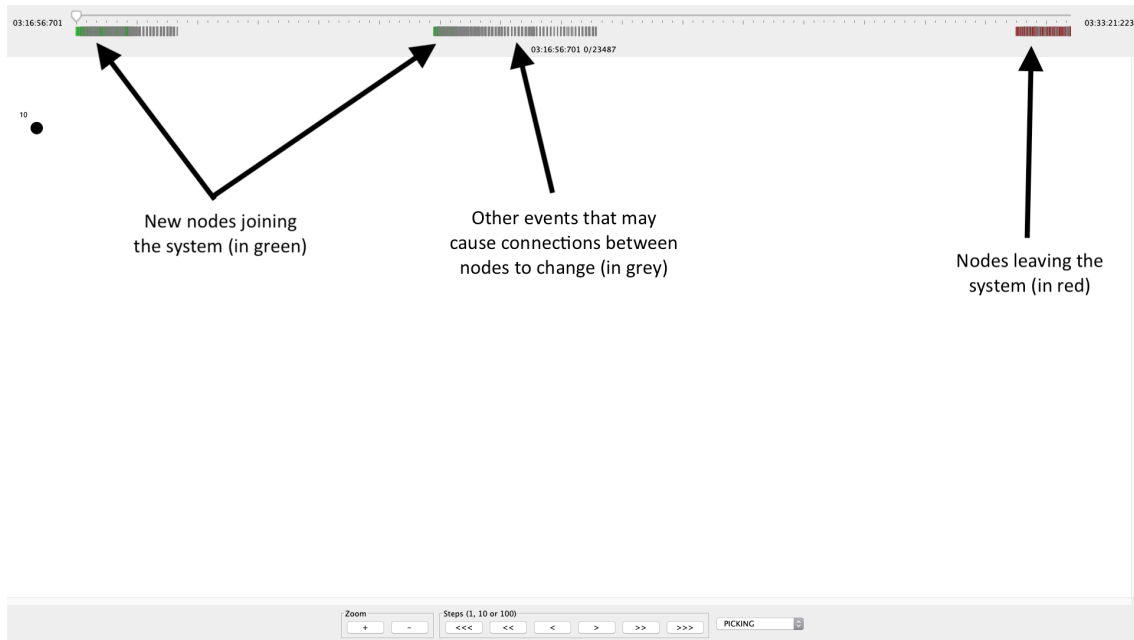 03:16:56:701
03:33:21:223
03:16:56:701 0/23487
10
New nodes joining
the system (in green)
Other events that may
cause connections between
nodes to change (in grey)
Nodes leaving the
system (in red)
Zoom
+
-
Steps (1, 10 or 100)
<<<
<<
<
>
>>
>>>
PICKING